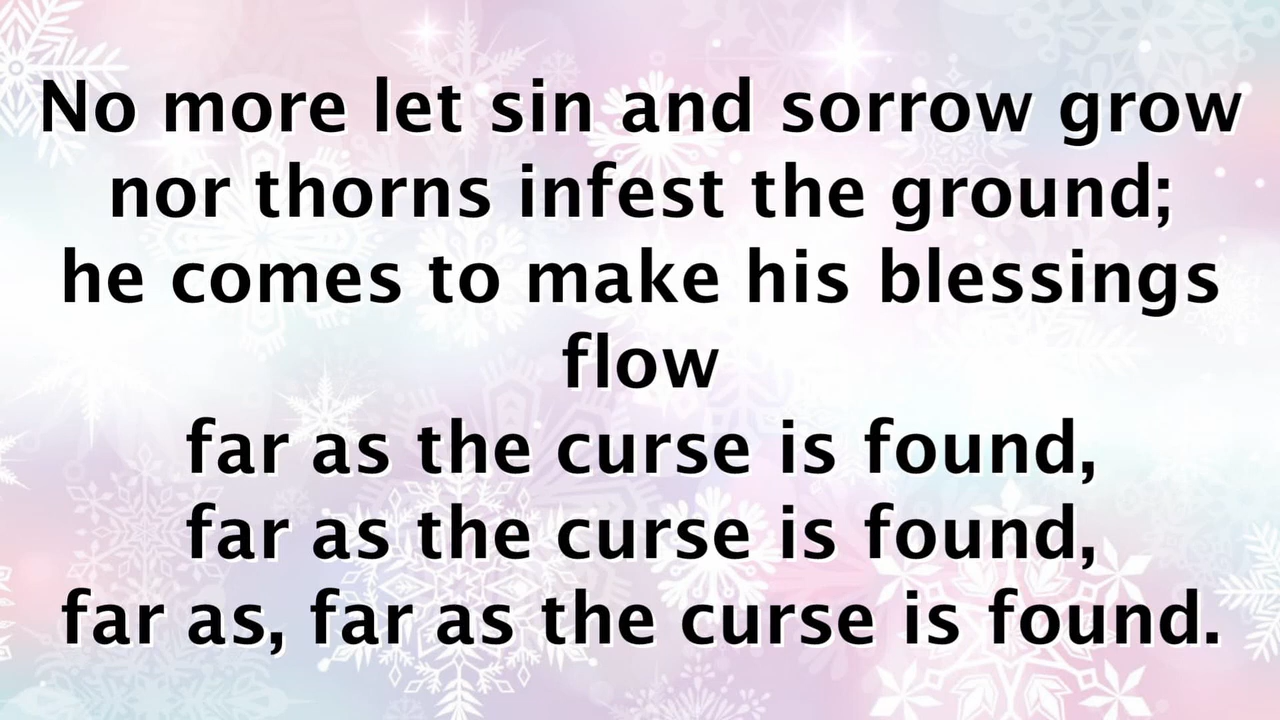 No more let sin and sorrow grow
nor thorns infest the ground;
he comes to make his blessings
flow
far as the curse is found,
far as the curse is found,
far as, far as the curse is found.